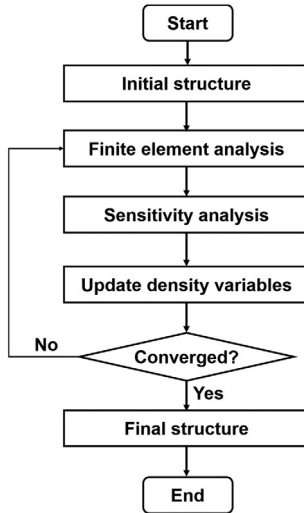 Start
Initial structure
Finite element analysis
Sensitivity analysis
Update density variables
No
Converged?
Yes
Final structure
End